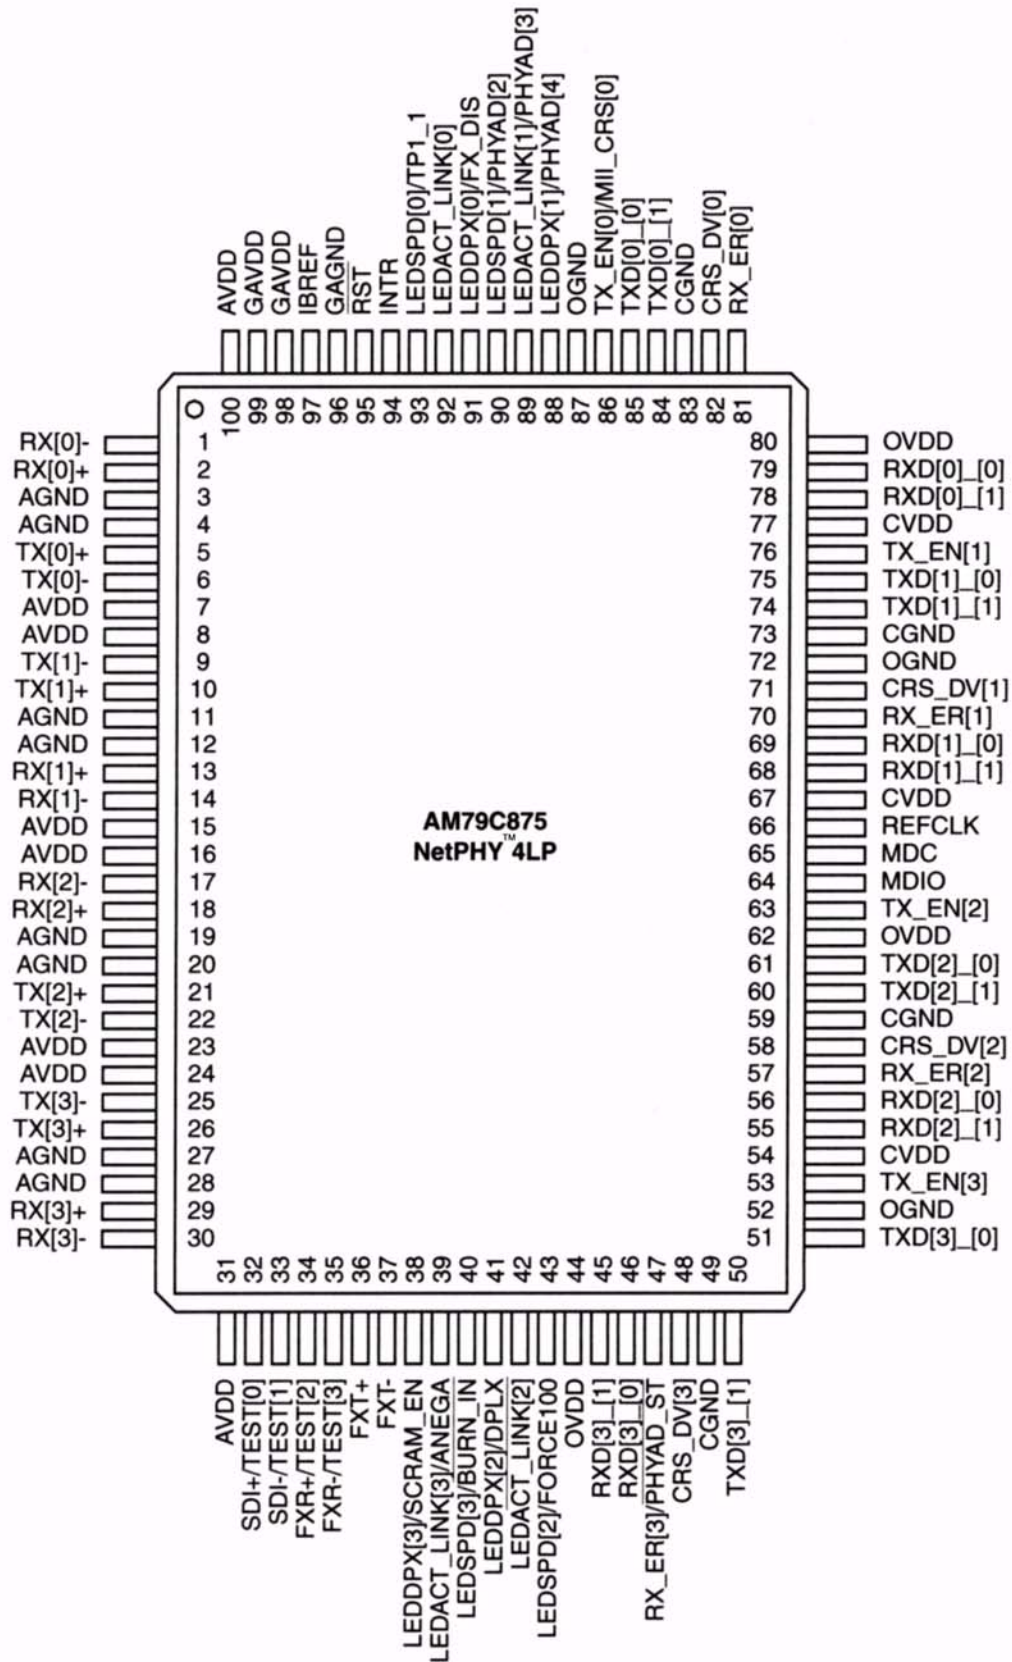 AVDD
GAVDD
GAVDD
IBREF
GAGND
RST
INTR
LEDSPD[0]/TP1_1
LEDACT_LINK[0]
LEDDPX[0]/FX_DIS
LEDSPD[1]/PHYAD[2]
LEDACT_LINK[1]/PHYAD[3]
LEDDPX[1]/PHYAD[4]
OGND
TX_EN[0]/MII_CRS[0]
TXD[0]_[0]
TXD[0]_[1]
CGND
CRS_DV[0]
RX_ER[0]
100
99
98
97
96
95
94
93
92
91
90
89
88
87
86
85
84
83
82
81
RX[0]- 1
RX[0]+ 2
AGND 3
AGND 4
TX[0]+ 5
TX[0]- 6
AVDD 7
AVDD 8
TX[1]- 9
TX[1]+ 10
AGND 11
AGND 12
RX[1]+ 13
RX[1]- 14
AVDD 15
AVDD 16
RX[2]- 17
RX[2]+ 18
AGND 19
AGND 20
TX[2]+ 21
TX[2]- 22
AVDD 23
AVDD 24
TX[3]- 25
TX[3]+ 26
AGND 27
AGND 28
RX[3]+ 29
RX[3]- 30
AM79C875
NetPHY™ 4LP
80 OVDD
79 RXD[0]_[0]
78 RXD[0]_[1]
77 CVDD
76 TX_EN[1]
75 TXD[1]_[0]
74 TXD[1]_[1]
73 CGND
72 OGND
71 CRS_DV[1]
70 RX_ER[1]
69 RXD[1]_[0]
68 RXD[1]_[1]
67 CVDD
66 REFCLK
65 MDC
64 MDIO
63 TX_EN[2]
62 OVDD
61 TXD[2]_[0]
60 TXD[2]_[1]
59 CGND
58 CRS_DV[2]
57 RX_ER[2]
56 RXD[2]_[0]
55 RXD[2]_[1]
54 CVDD
53 TX_EN[3]
52 OGND
51 TXD[3]_[0]
31
32
33
34
35
36
37
38
39
40
41
42
43
44
45
46
47
48
49
50
AVDD
SDI+/TEST[0]
SDI-/TEST[1]
FXR+/TEST[2]
FXR-/TEST[3]
FXT+
FXT-
LEDDPX[3]/SCRAM_EN
LEDACT_LINK[3]/ANEGA
LEDSPD[3]/BURN_IN
LEDDPX[2]/DPLX
LEDACT_LINK[2]
LEDSPD[2]/FORCE100
OVDD
RXD[3]_[1]
RXD[3]_[0]
RX_ER[3]/PHYAD_ST
CRS_DV[3]
CGND
TXD[3]_[1]